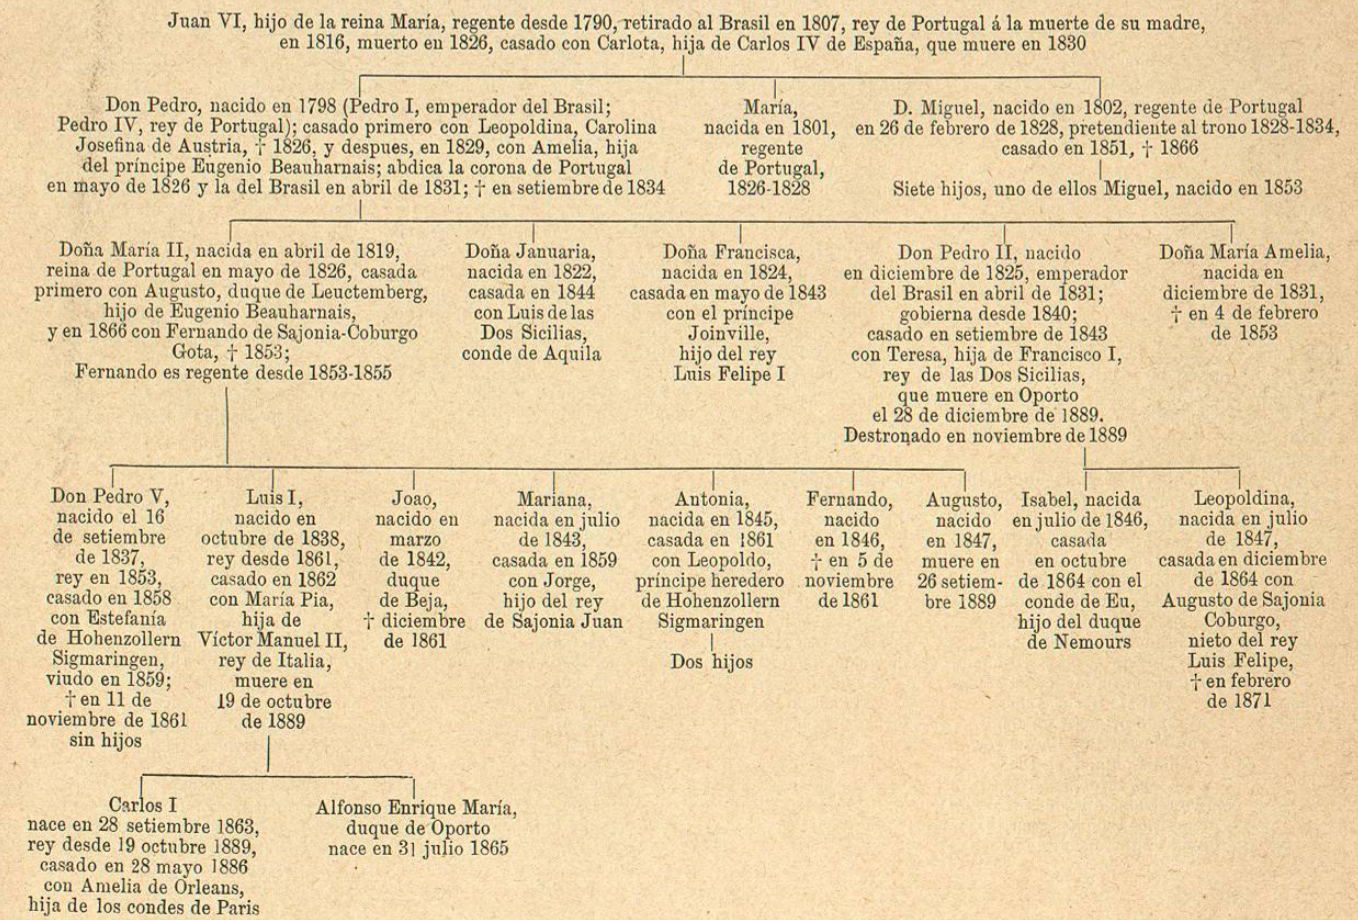 Juan VI, hijo de la reina María, regente desde 1790, retirado al Brasil en 1807, rey de Portugal á la muerte de su madre,
en 1816, muerto en 1826, casado con Carlota, hija de Carlos IV de España, que muere en 1830
Don Pedro, nacido en 1798 (Pedro I, emperador del Brasil;
Pedro IV, rey de Portugal); casado primero con Leopoldina, Carolina
Josefina de Austria, † 1826, y despues, en 1829, con Amelia, hija
del príncipe Eugenio Beauharnais; abdica la corona de Portugal
en mayo de 1826 y la del Brasil en abril de 1831; † en setiembre de 1834
María,
nacida en 1801,
regente
de Portugal,
1826-1828
D. Miguel, nacido en 1802, regente de Portugal
en 26 de febrero de 1828, pretendiente al trono 1828-1834,
casado en 1851, † 1866
Siete hijos, uno de ellos Miguel, nacido en 1853
Doña María II, nacida en abril de 1819,
reina de Portugal en mayo de 1826, casada
primero con Augusto, duque de Leuctemberg,
hijo de Eugenio Beauharnais,
y en 1866 con Fernando de Sajonia-Coburgo
Gota, † 1853;
Fernando es regente desde 1853-1855
Doña Januaria,
nacida en 1822,
casada en 1844
con Luis de las
Dos Sicilias,
conde de Aquila
Doña Francisca,
nacida en 1824,
casada en mayo de 1843
con el príncipe
Joinville,
hijo del rey
Luis Felipe I
Don Pedro II, nacido
en diciembre de 1825, emperador
del Brasil en abril de 1831;
gobierna desde 1840;
casado en setiembre de 1843
con Teresa, hija de Francisco I,
rey de las Dos Sicilias,
que muere en Oporto
el 28 de diciembre de 1889.
Destronado en noviembre de 1889
Doña María Amelia,
nacida en
diciembre de 1831,
† en 4 de febrero
de 1853
Don Pedro V,
nacido el 16
de setiembre
de 1837,
rey en 1853,
casado en 1858
con Estefanía
de Hohenzollern
Sigmaringen,
viudo en 1859;
† en 11 de
noviembre de 1861
sin hijos
Luis I,
nacido en
octubre de 1838,
rey desde 1861,
casado en 1862
con María Pia,
hija de
Víctor Manuel II,
rey de Italia,
muere en
19 de octubre
de 1889
Joao,
nacido en
marzo
de 1842,
duque
de Beja,
† diciembre
de 1861
Mariana,
nacida en julio
de 1843,
casada en 1859
con Jorge,
hijo del rey
de Sajonia Juan
Antonia,
nacida en 1845,
casada en 1861
con Leopoldo,
príncipe heredero
de Hohenzollern
Sigmaringen
Dos hijos
Fernando,
nacido
en 1846,
† en 5 de
noviembre
de 1861
Augusto,
nacido
en 1847,
muere en
26 setiem-
bre 1889
Isabel, nacida
en julio de 1846,
casada
en octubre
de 1864 con el
conde de Eu,
hijo del duque
de Nemours
Leopoldina,
nacida en julio
de 1847,
casada en diciembre
de 1864 con
Augusto de Sajonia
Coburgo,
nieto del rey
Luis Felipe,
† en febrero
de 1871
Carlos I
nace en 28 setiembre 1863,
rey desde 19 octubre 1889,
casado en 28 mayo 1886
con Amelia de Orleans,
hija de los condes de Paris
Alfonso Enrique María,
duque de Oporto
nace en 31 julio 1865